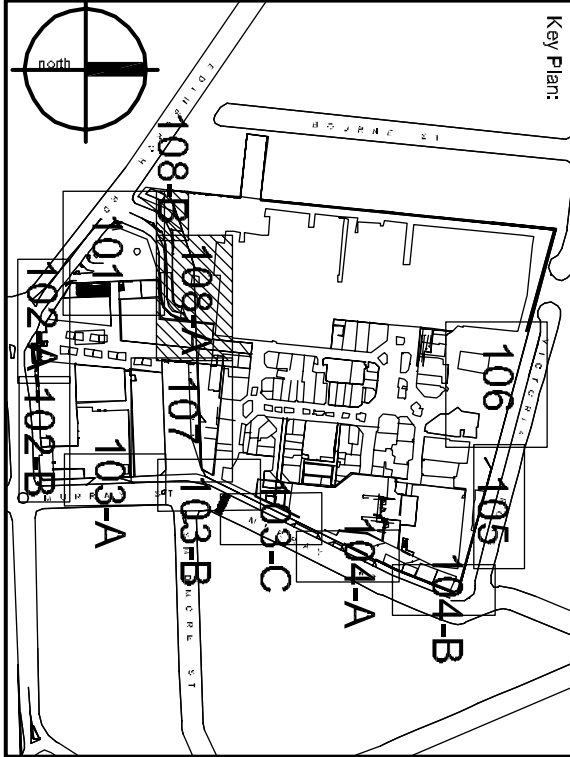 Key Plan:
north
BOURNE ST
VICTORIA
108-B
101
108-A
102-A
106
107
102-B
103-A
105
103-B
103-C
104-A
104-B
MURRAY ST